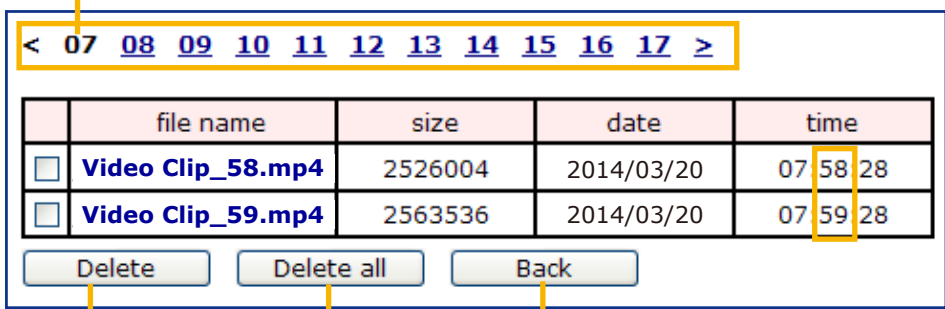 < 07 08 09 10 11 12 13 14 15 16 17 >
file name size date time
Video Clip_58.mp4 2526004 2014/03/20 07:58:28
Video Clip_59.mp4 2563536 2014/03/20 07:59:28
Delete Delete all Back